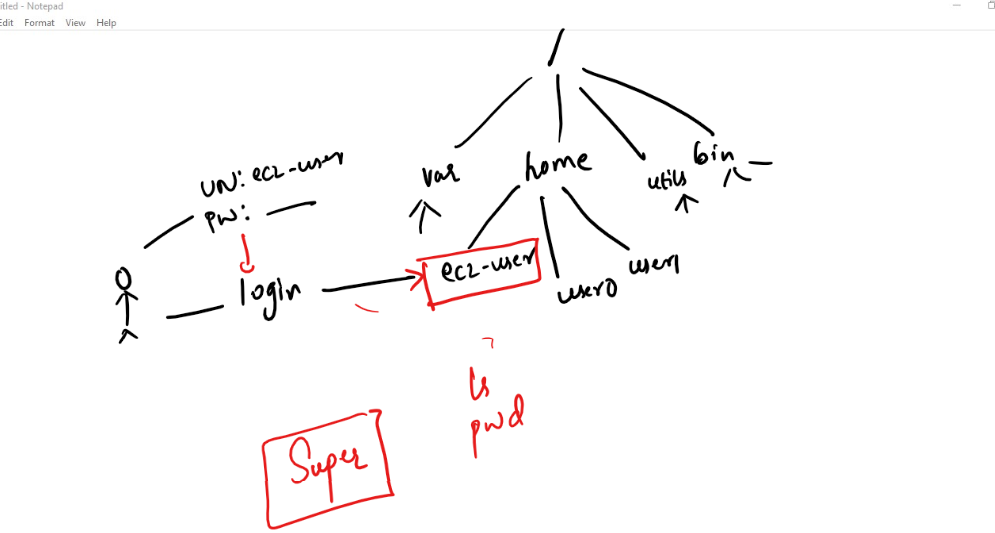 itled - Notepad
Edit Format View Help
/
var home utils bin
UN: ec2-user
pw:
login
ec2-user user0 user1
ls
pwd
Super